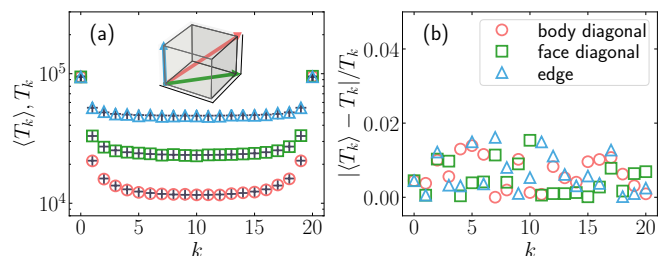 (a)
10^5
10^4
⟨T_k⟩, T_k
0 5 10 15 20
k
(b)
body diagonal
face diagonal
edge
0.04
0.02
0.00
|⟨T_k⟩ − T_k|/T_k
0 5 10 15 20
k